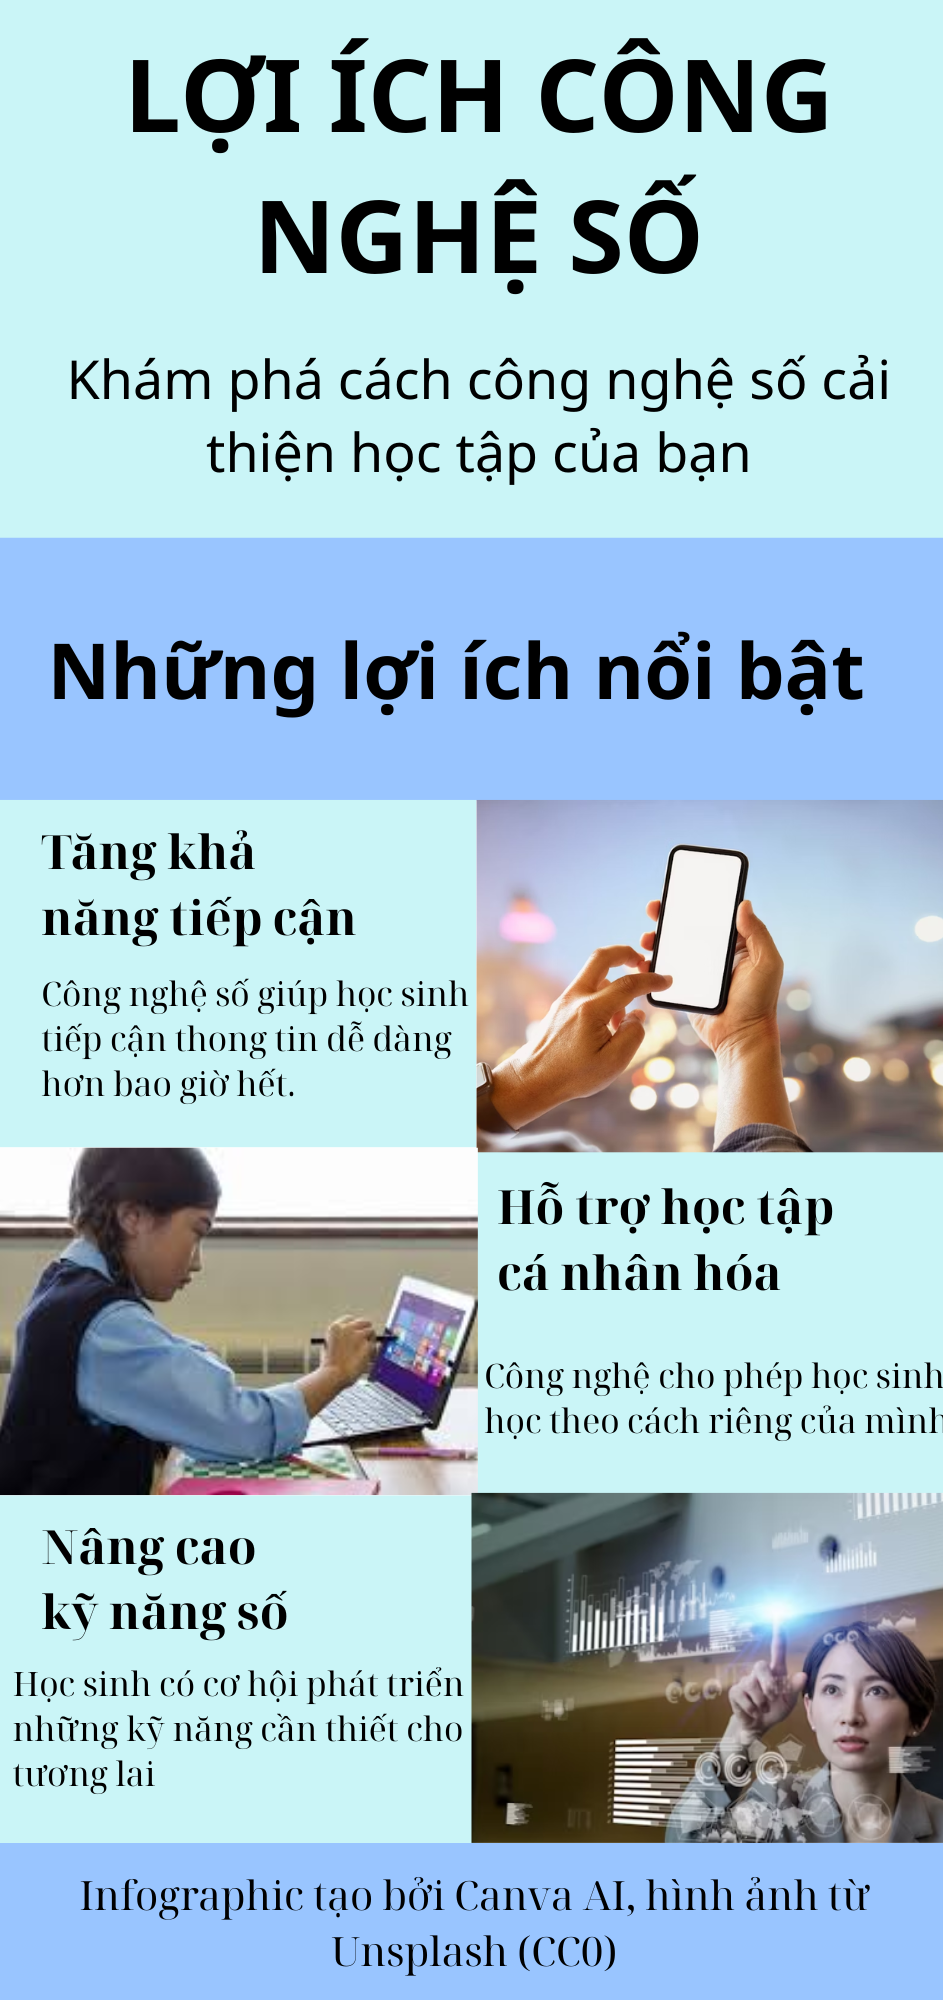 LỢI ÍCH CÔNG
NGHỆ SỐ
Khám phá cách công nghệ số cải
thiện học tập của bạn
Những lợi ích nổi bật
Tăng khả
năng tiếp cận
Công nghệ số giúp học sinh
tiếp cận thong tin dễ dàng
hơn bao giờ hết.
Hỗ trợ học tập
cá nhân hóa
Công nghệ cho phép học sinh
học theo cách riêng của mình
Nâng cao
kỹ năng số
Học sinh có cơ hội phát triển
những kỹ năng cần thiết cho
tương lai
Infographic tạo bởi Canva AI, hình ảnh từ
Unsplash (CC0)